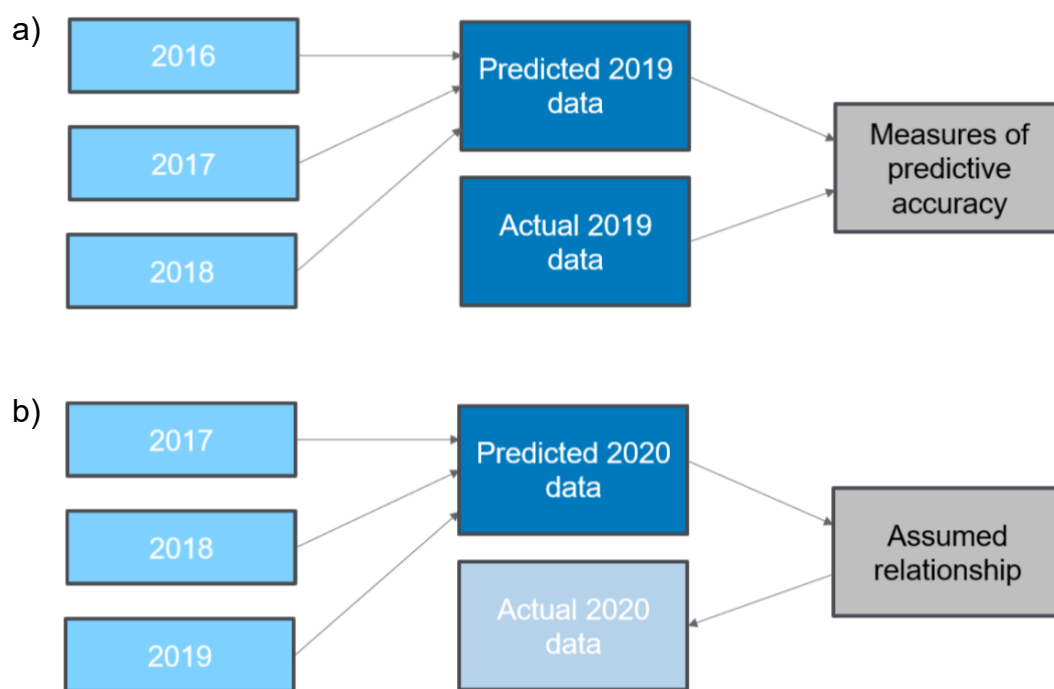 a)
2016
2017
2018
Predicted 2019
data
Actual 2019
data
Measures of
predictive
accuracy
b)
2017
2018
2019
Predicted 2020
data
Actual 2020
data
Assumed
relationship